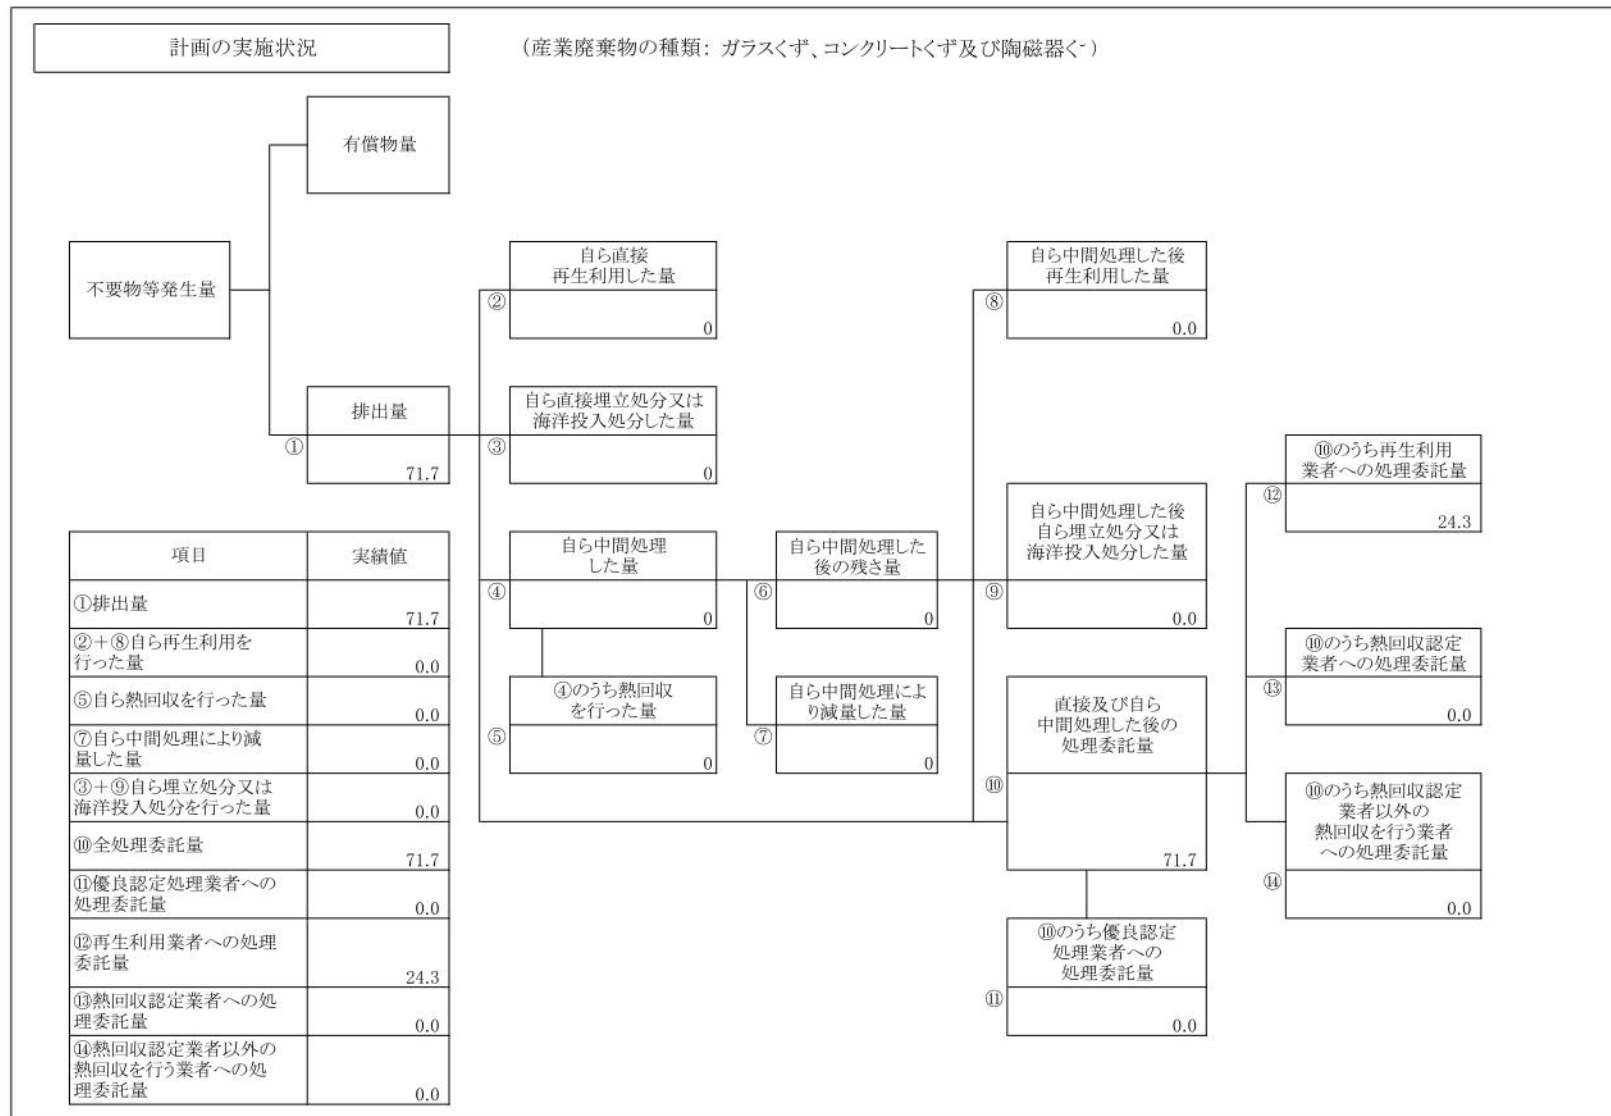 計画の実施状況
(産業廃棄物の種類: ガラスくず、コンクリートくず及び陶磁器く)
有償物量
不要物等発生量
自ら直接
再生利用した量
②
0
自ら中間処理した後
再生利用した量
⑧
0.0
排出量
①
71.7
自ら直接埋立処分又は
海洋投入処分した量
③
0
⑩のうち再生利用
業者への処理委託量
⑫
24.3
自ら中間処理
した量
④
0
自ら中間処理した
後の残さ量
⑥
0
自ら中間処理した後
自ら埋立処分又は
海洋投入処分した量
⑨
0.0
⑩のうち熱回収認定
業者への処理委託量
⑬
0.0
④のうち熱回収
を行った量
⑤
0
自ら中間処理によ
り減量した量
⑦
0
直接及び自ら
中間処理した後の
処理委託量
⑩
71.7
⑩のうち熱回収認定
業者以外の
熱回収を行う業者
への処理委託量
⑭
0.0
⑩のうち優良認定
処理業者への
処理委託量
⑪
0.0
項目 実績値
①排出量
71.7
②+⑧自ら再生利用を
行った量 0.0
⑤自ら熱回収を行った量
0.0
⑦自ら中間処理により減
量した量 0.0
③+⑨自ら埋立処分又は
海洋投入処分を行った量 0.0
⑩全処理委託量
71.7
⑪優良認定処理業者への
処理委託量 0.0
⑫再生利用業者への処理
委託量 24.3
⑬熱回収認定業者への処
理委託量 0.0
⑭熱回収認定業者以外の
熱回収を行う業者への処
理委託量 0.0